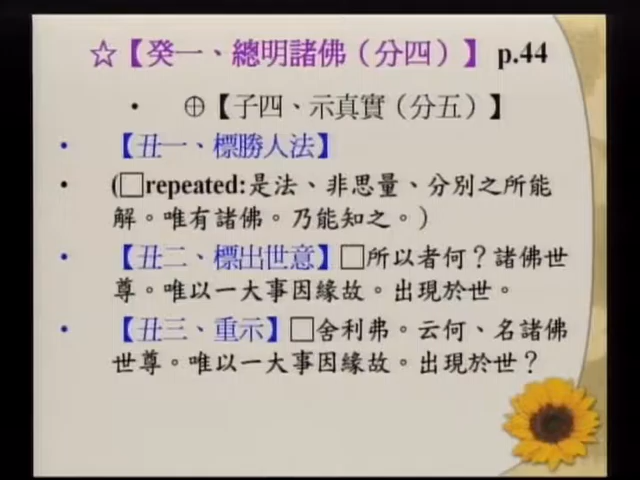 ☆【癸一、總明諸佛（分四）】 p.44
• ⊕【子四、示真實（分五）】
• 【丑一、標勝人法】
• (□repeated:是法、非思量、分別之所能
解。唯有諸佛。乃能知之。）
• 【丑二、標出世意】□所以者何？諸佛世
尊。唯以一大事因緣故。出現於世。
• 【丑三、重示】□舍利弗。云何、名諸佛
世尊。唯以一大事因緣故。出現於世？